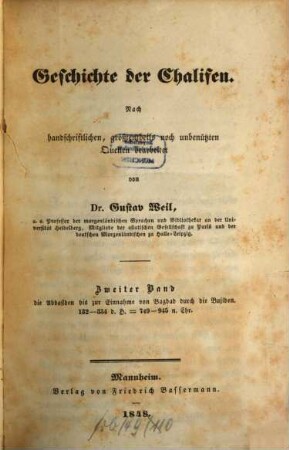 Geschichte der Chalifen.
Nach
handschriftlichen, größtentheils noch unbenützten
Quellen bearbeitet
von
Dr. Gustav Weil,
a. o. Professor der morgenländischen Sprachen und Bibliothekar an der Uni-
versität Heidelberg, Mitgliede der asiatischen Gesellschaft zu Paris und der
deutschen Morgenländischen zu Halle-Leipzig.
Zweiter Band
die Abbasiden bis zur Einnahme von Bagdad durch die Bujiden.
132—334 d. H. = 749—945 n. Chr.
Mannheim.
Verlag von Friedrich Bassermann.
1848.